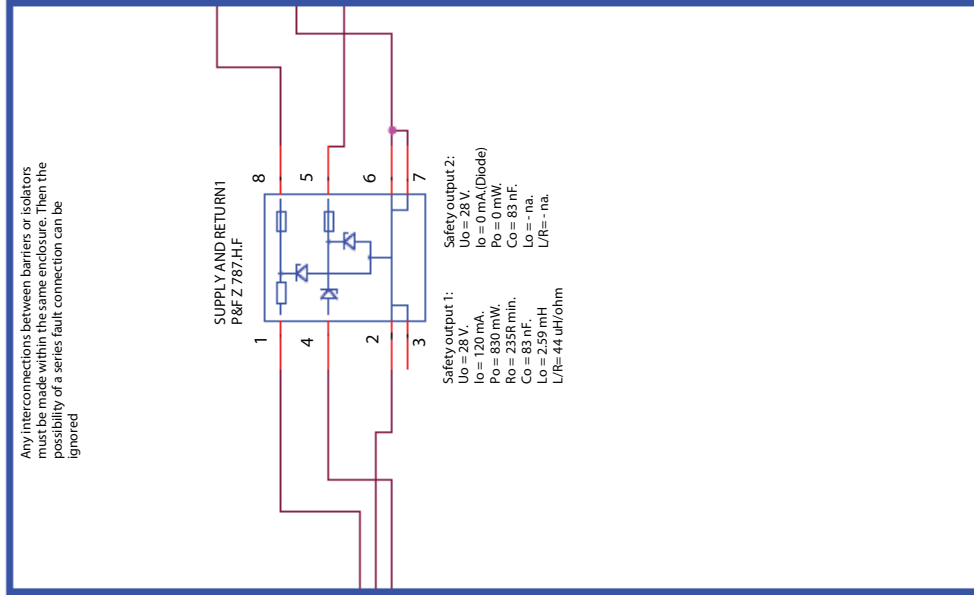 Any interconnections between barriers or isolators
must be made within the same enclosure. Then the
possibility of a series fault connection can be
ignored
SUPPLY AND RETURN1
P&F Z 787.H.F
1
4
2
3
8
5
6
7
Safety output 1:
Uo = 28 V.
Io = 120 mA.
Po = 830 mW.
Ro = 235R min.
Co = 83 nF.
Lo = 2.59 mH
L/R= 44 uH/ohm
Safety output 2:
Uo = 28 V.
Io = 0 mA.(Diode)
Po = 0 mW.
Co = 83 nF.
Lo = - na.
L/R= - na.